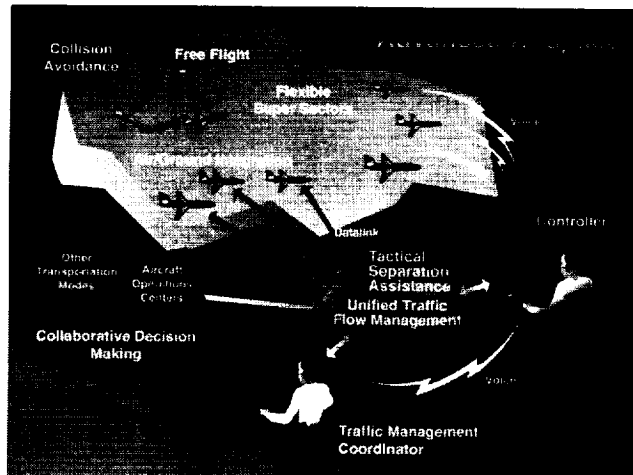 Collision
Avoidance
Free Flight
Flexible
Super Sectors
Air/Ground
Voice
Datalink
Controller
Other
Transportation
Modes
Aircraft
Operations
Centers
Tactical
Separation
Assistance
Unified Traffic
Flow Management
Collaborative Decision
Making
Voice
Traffic Management
Coordinator